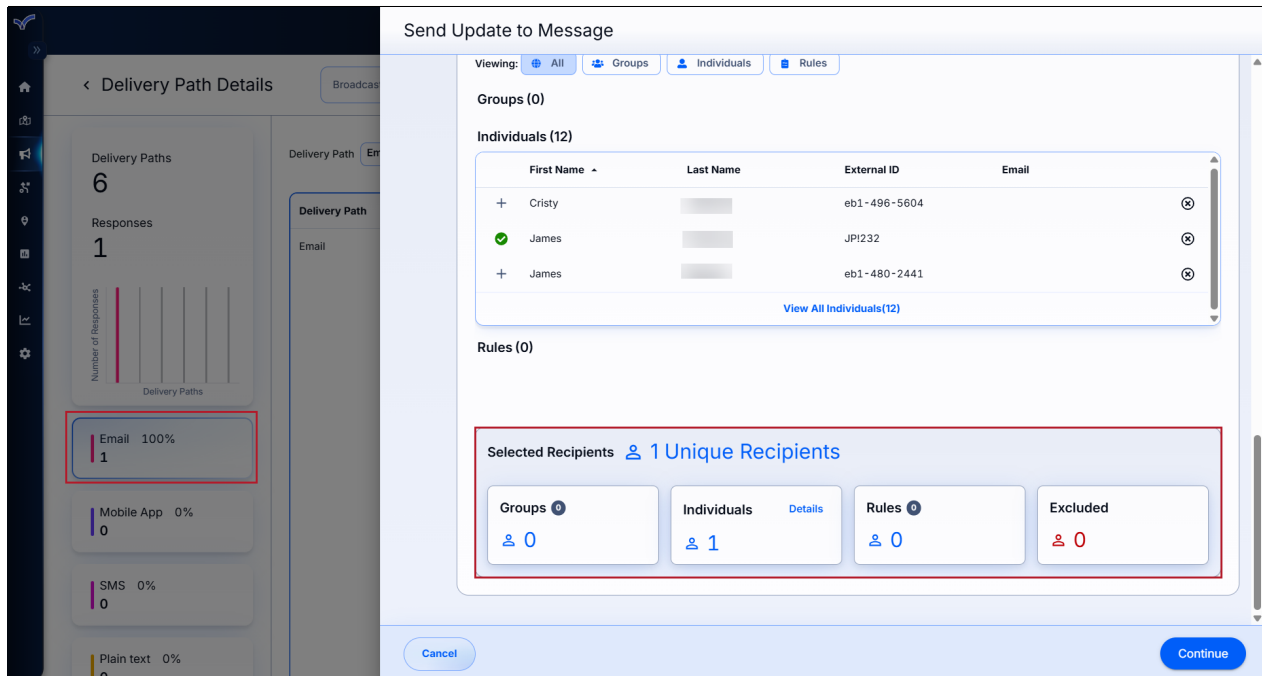 Send Update to Message
Delivery Path Details
Broadcas
Delivery Paths
6
Responses
1
Number of Responses
Delivery Paths
Email 100%
1
Mobile App 0%
0
SMS 0%
0
Plain text 0%
Delivery Path Em
Delivery Path
Email
Viewing: All Groups Individuals Rules
Groups (0)
Individuals (12)
First Name Last Name External ID Email
Cristy eb1-496-5604
James JP!232
James eb1-480-2441
View All Individuals(12)
Rules (0)
Selected Recipients 1 Unique Recipients
Groups 0
0
Individuals Details
1
Rules 0
0
Excluded
0
Cancel
Continue